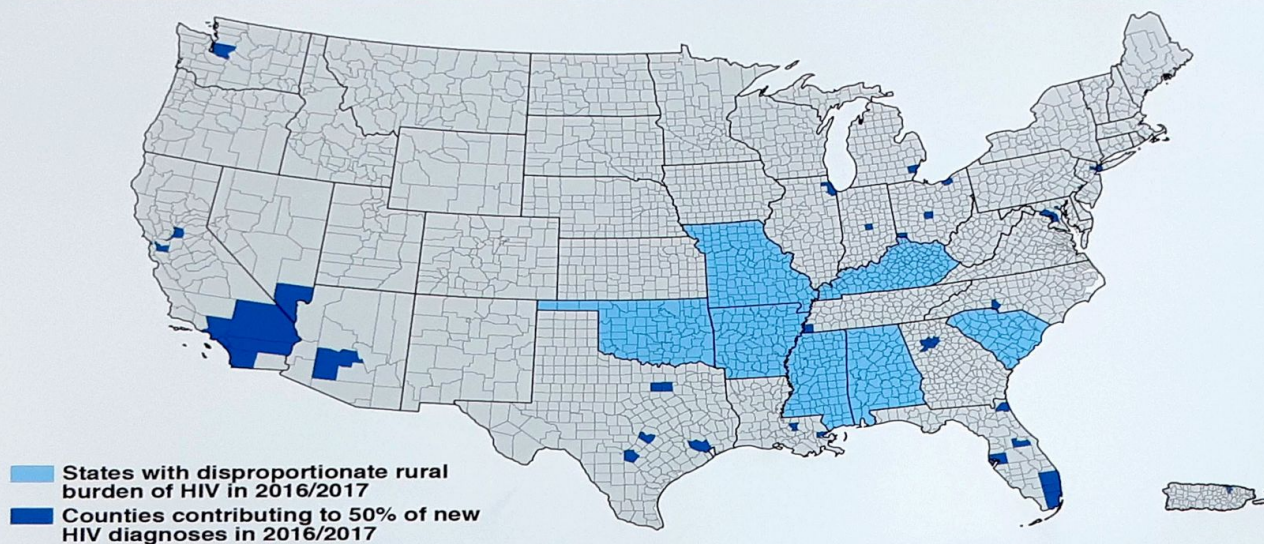 States with disproportionate rural
burden of HIV in 2016/2017
Counties contributing to 50% of new
HIV diagnoses in 2016/2017